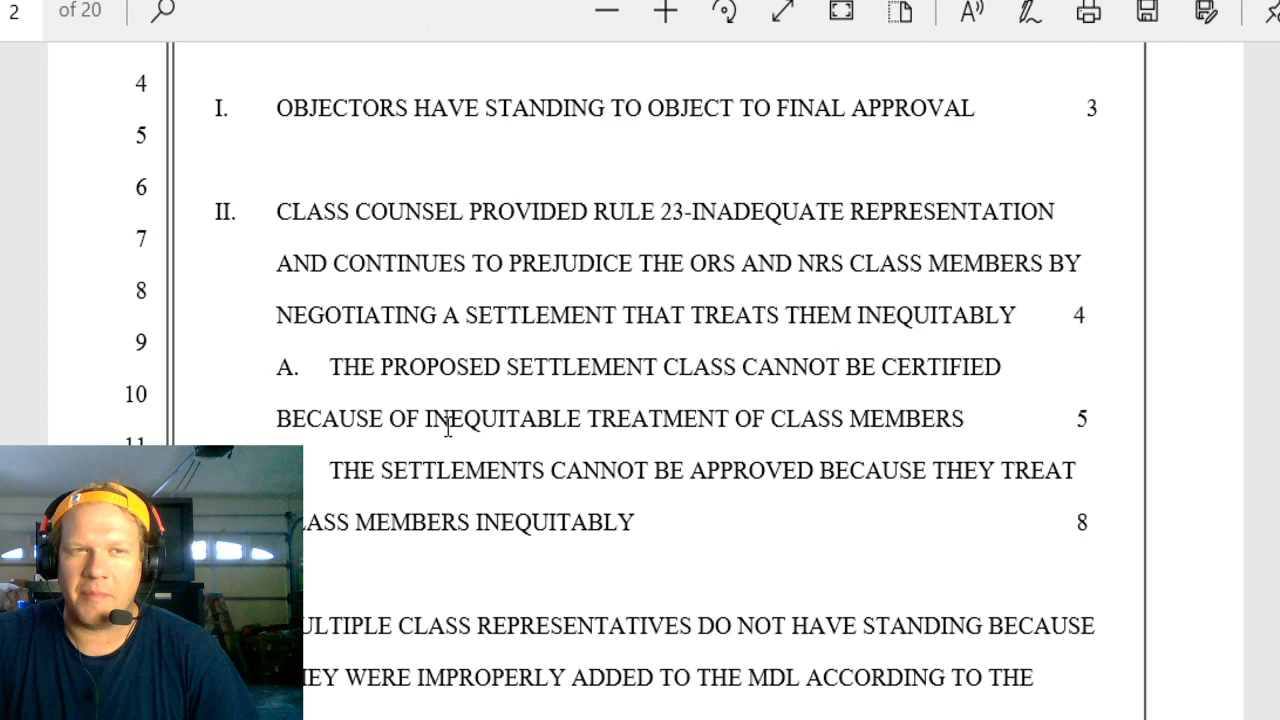 2 of 20
4
I. OBJECTORS HAVE STANDING TO OBJECT TO FINAL APPROVAL 3
5
6
II. CLASS COUNSEL PROVIDED RULE 23-INADEQUATE REPRESENTATION
7
AND CONTINUES TO PREJUDICE THE ORS AND NRS CLASS MEMBERS BY
8
NEGOTIATING A SETTLEMENT THAT TREATS THEM INEQUITABLY 4
9
A. THE PROPOSED SETTLEMENT CLASS CANNOT BE CERTIFIED
10
BECAUSE OF INEQUITABLE TREATMENT OF CLASS MEMBERS 5
11
THE SETTLEMENTS CANNOT BE APPROVED BECAUSE THEY TREAT
LASS MEMBERS INEQUITABLY 8
ULTIPLE CLASS REPRESENTATIVES DO NOT HAVE STANDING BECAUSE
HEY WERE IMPROPERLY ADDED TO THE MDL ACCORDING TO THE